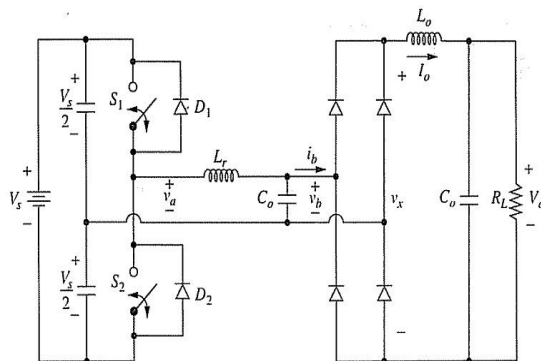 L_o
I_o
+
V_s
2
-
S_1
D_1
+
L_r
i_b
+
V_s
-
+
v_a
-
C_o
+
v_b
-
v_x
C_o
R_L
+
V_o
-
+
V_s
2
-
S_2
D_2
-